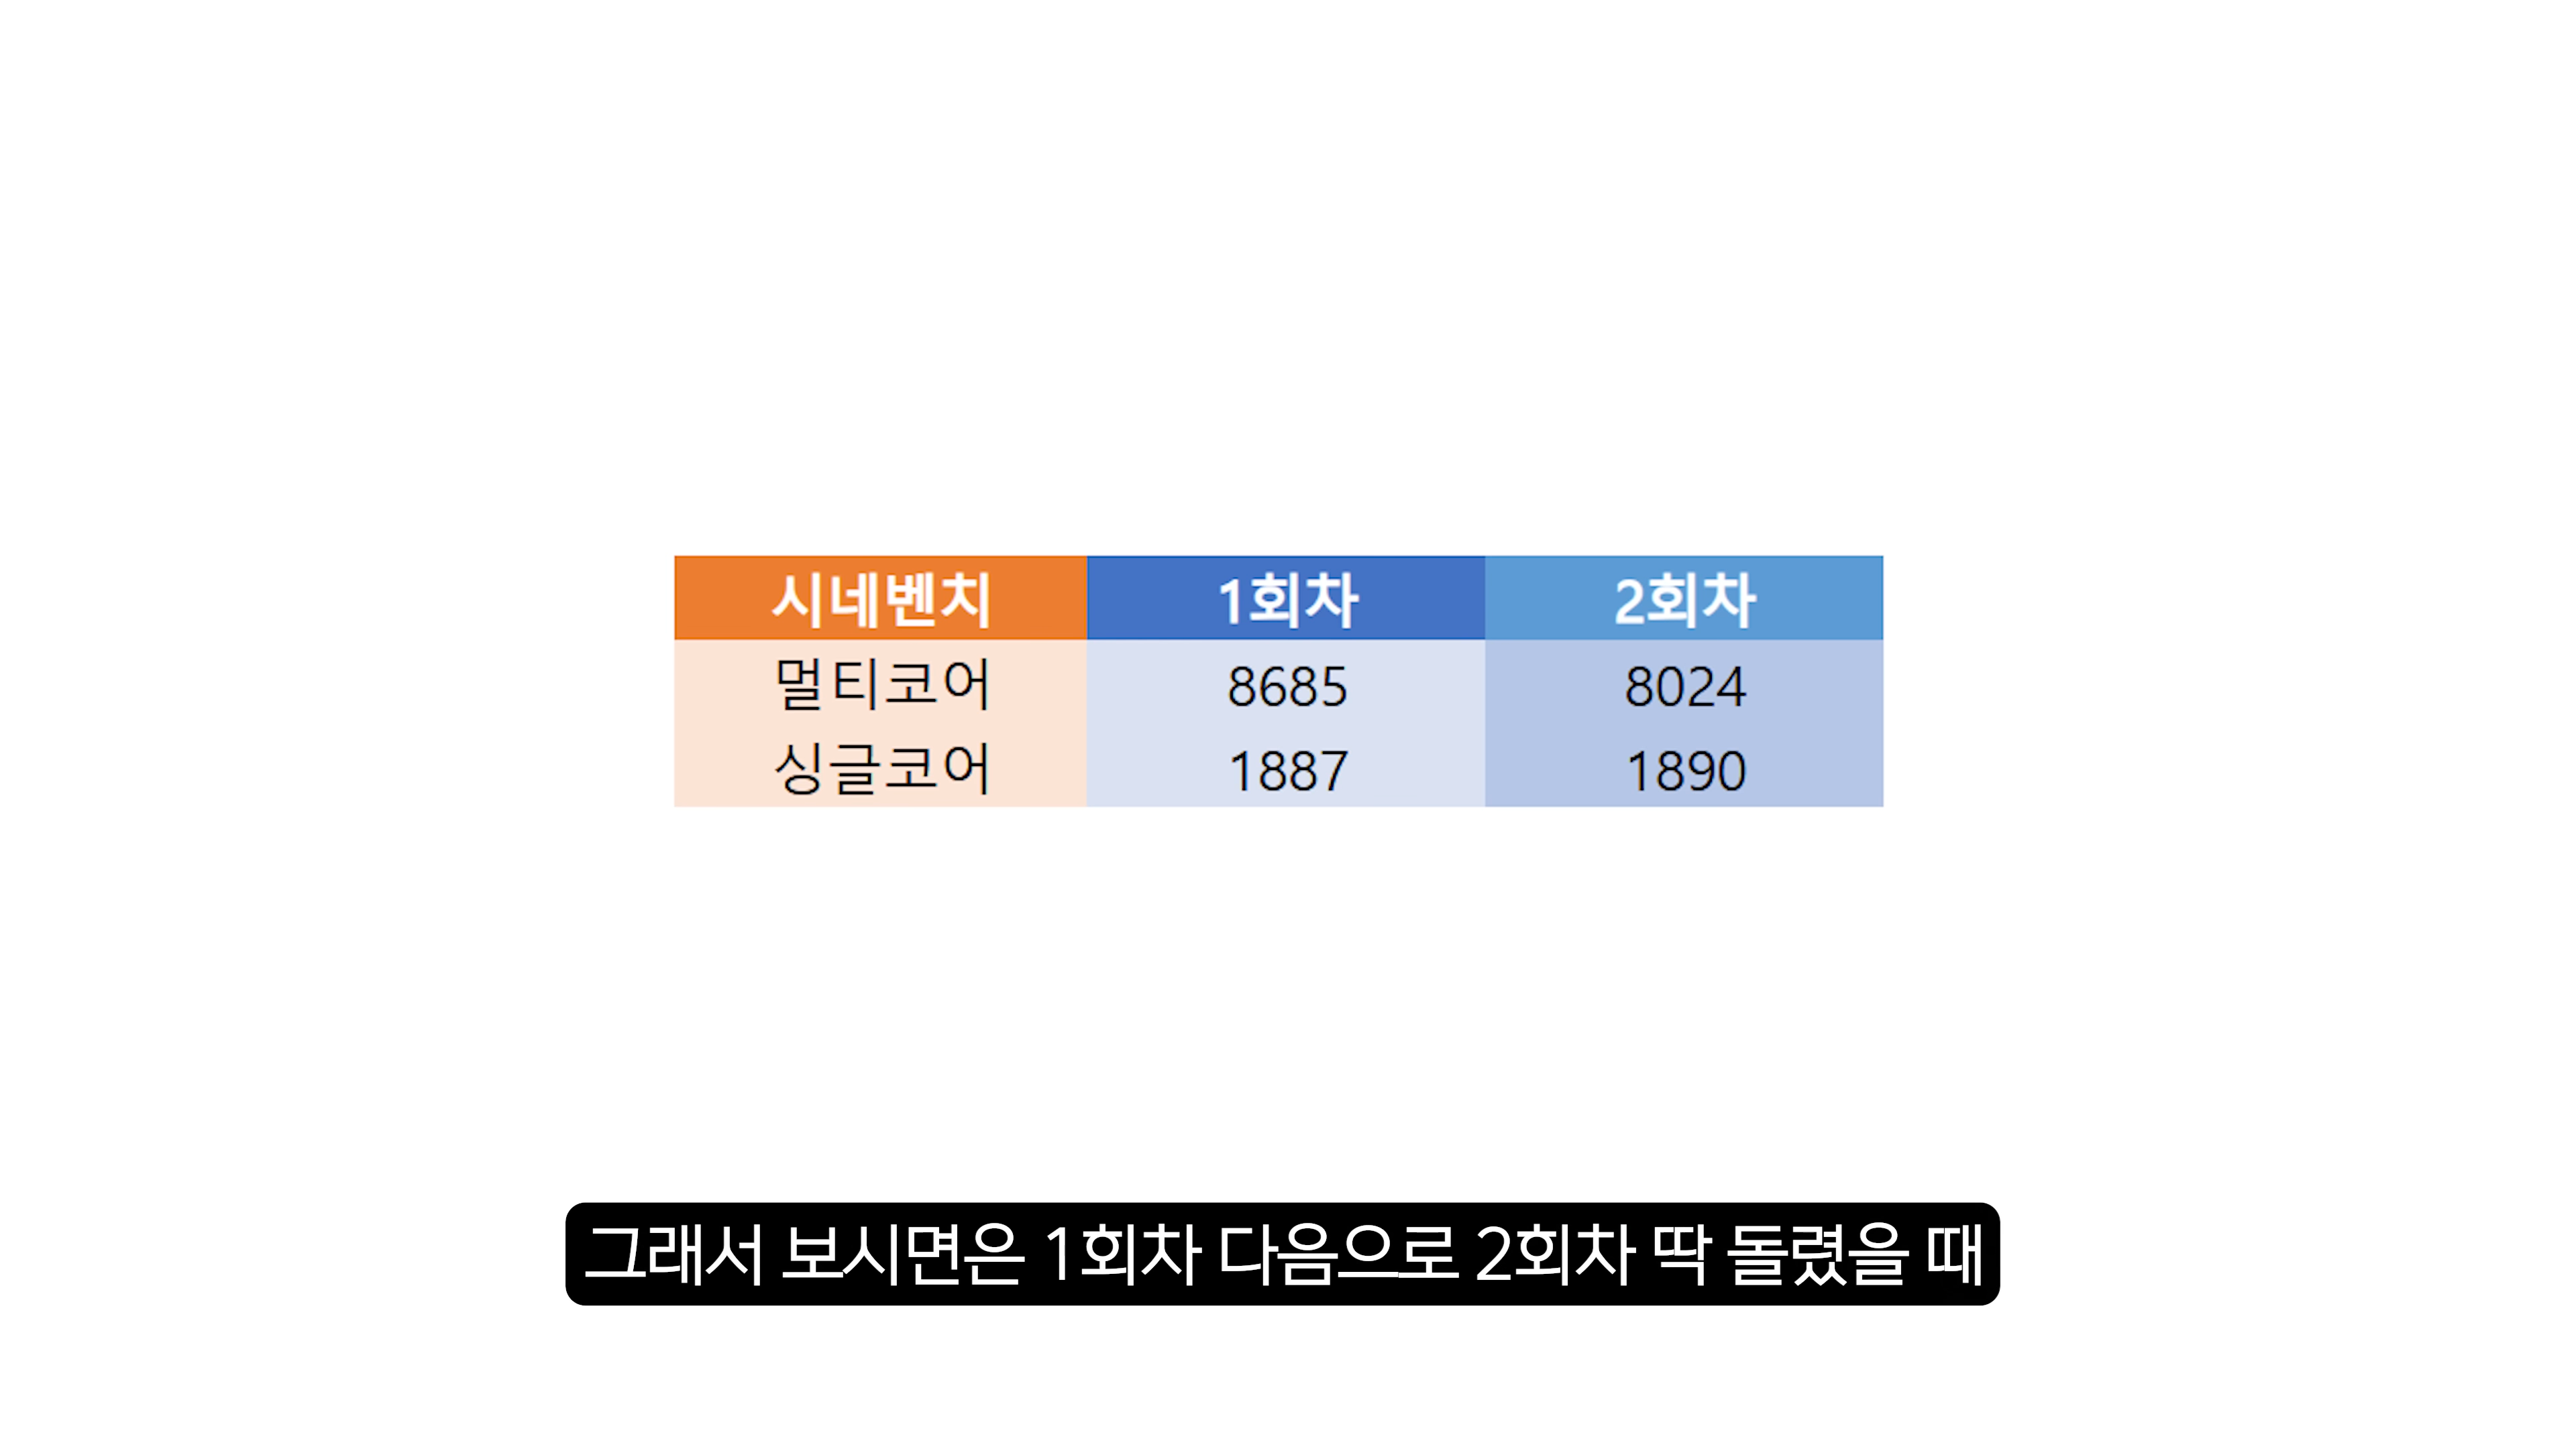 시네벤치 1회차 2회차
멀티코어 8685 8024
싱글코어 1887 1890
그래서 보시면은 1회차 다음으로 2회차 딱 돌렸을 때